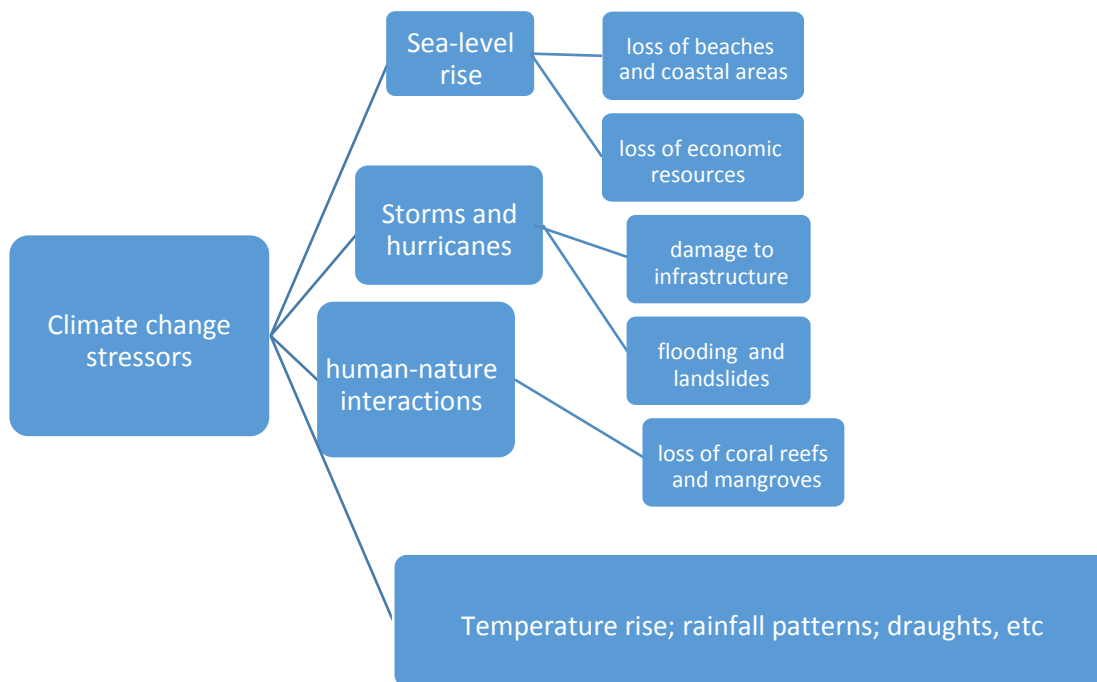 Climate change
stressors
Sea-level
rise
loss of beaches
and coastal areas
loss of economic
resources
Storms and
hurricanes
damage to
infrastructure
flooding and
landslides
human-nature
interactions
loss of coral reefs
and mangroves
Temperature rise; rainfall patterns; draughts, etc